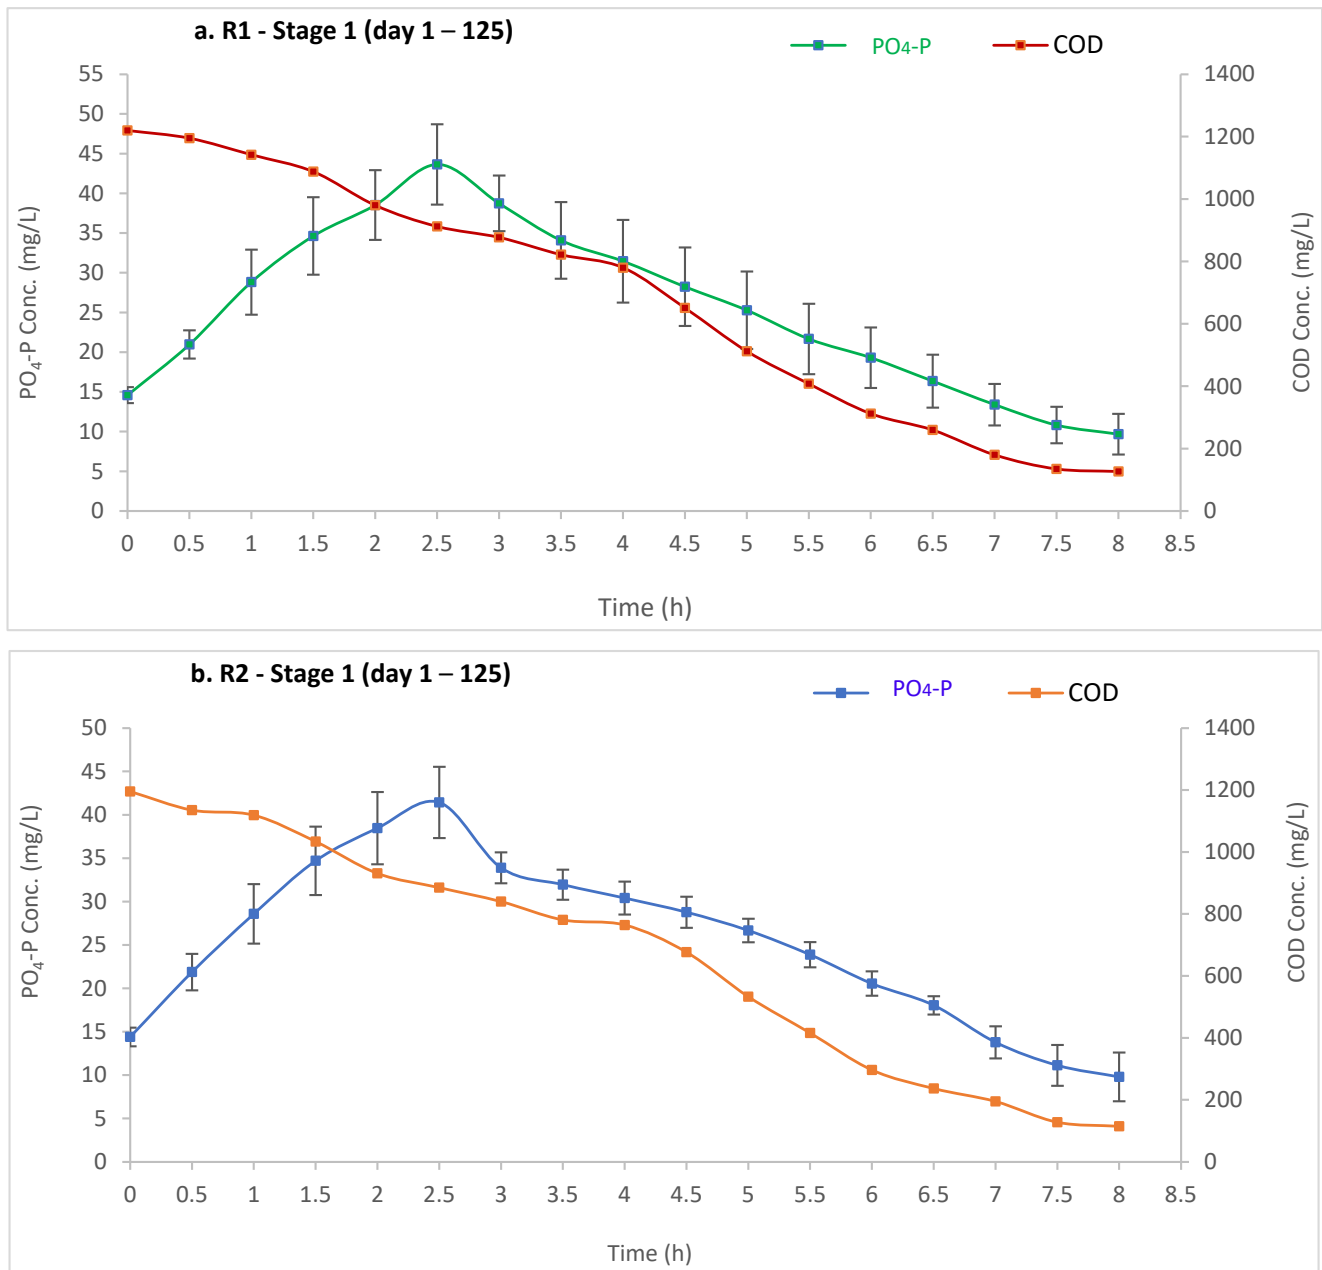 a. R1 - Stage 1 (day 1 – 125)
PO4-P COD
55 1400
50
45 1200
40
35 1000
30 800
25
20 600
15 400
10
5 200
0 0
PO4-P Conc. (mg/L)
COD Conc. (mg/L)
0 0.5 1 1.5 2 2.5 3 3.5 4 4.5 5 5.5 6 6.5 7 7.5 8 8.5
Time (h)
b. R2 - Stage 1 (day 1 – 125)
PO4-P COD
50 1400
45
40 1200
35 1000
30
25 800
20 600
15
10 400
5 200
0 0
PO4-P Conc. (mg/L)
COD Conc. (mg/L)
0 0.5 1 1.5 2 2.5 3 3.5 4 4.5 5 5.5 6 6.5 7 7.5 8 8.5
Time (h)